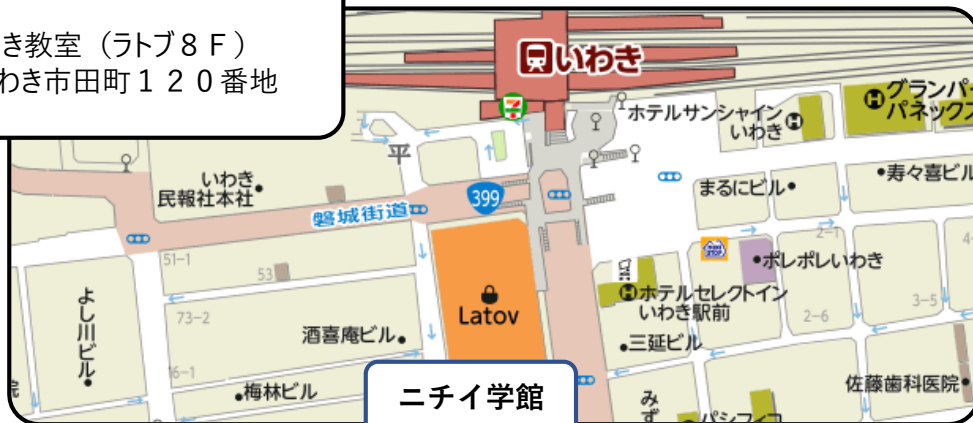 き教室（ラトブ８Ｆ）
わき市田町１２０番地
いわき
ホテルサンシャイン
いわき
グランパー
パネックス
平
いわき
民報社本社
磐城街道
399
まるにビル
寿々喜ビル
51-1
53
2-1
ポレポレいわき
よし川ビル
73-2
Latov
ホテルセレクトイン
いわき駅前
2-6
3-5
酒喜庵ビル
三延ビル
16-1
梅林ビル
ニチイ学館
みず
パシフィコ
佐藤歯科医院